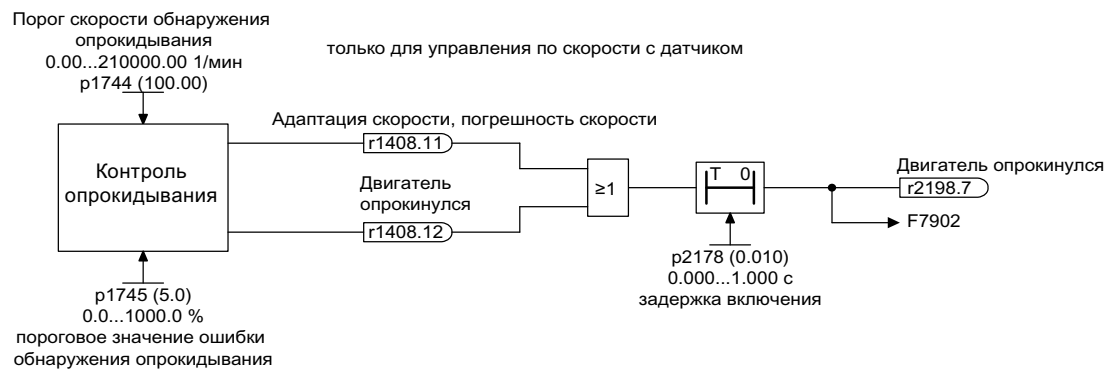 Порог скорости обнаружения
опрокидывания
0.00...210000.00 1/мин
p1744 (100.00)
только для управления по скорости с датчиком
Адаптация скорости, погрешность скорости
r1408.11
Контроль
опрокидывания
Двигатель
опрокинулся
r1408.12
≥1
T 0
Двигатель опрокинулся
r2198.7
F7902
p2178 (0.010)
0.000...1.000 с
задержка включения
p1745 (5.0)
0.0...1000.0 %
пороговое значение ошибки
обнаружения опрокидывания